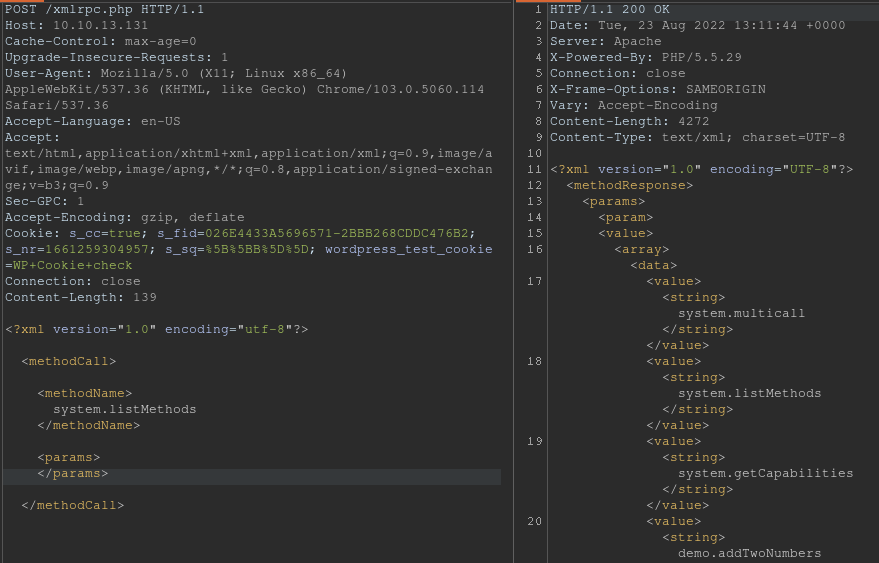 POST /xmlrpc.php HTTP/1.1
Host: 10.10.13.131
Cache-Control: max-age=0
Upgrade-Insecure-Requests: 1
User-Agent: Mozilla/5.0 (X11; Linux x86_64)
AppleWebKit/537.36 (KHTML, like Gecko) Chrome/103.0.5060.114
Safari/537.36
Accept-Language: en-US
Accept:
text/html,application/xhtml+xml,application/xml;q=0.9,image/a
vif,image/webp,image/apng,*/*;q=0.8,application/signed-exchan
ge;v=b3;q=0.9
Sec-GPC: 1
Accept-Encoding: gzip, deflate
Cookie: s_cc=true; s_fid=026E4433A5696571-2BBB268CDDC476B2;
s_nr=1661259304957; s_sq=%5B%5BB%5D%5D; wordpress_test_cookie
=WP+Cookie+check
Connection: close
Content-Length: 139
<?xml version="1.0" encoding="utf-8"?>
<methodCall>
<methodName>
system.listMethods
</methodName>
<params>
</params>
</methodCall>
1 HTTP/1.1 200 OK
2 Date: Tue, 23 Aug 2022 13:11:44 +0000
3 Server: Apache
4 X-Powered-By: PHP/5.5.29
5 Connection: close
6 X-Frame-Options: SAMEORIGIN
7 Vary: Accept-Encoding
8 Content-Length: 4272
9 Content-Type: text/xml; charset=UTF-8
10
11 <?xml version="1.0" encoding="UTF-8"?>
12 <methodResponse>
13 <params>
14 <param>
15 <value>
16 <array>
<data>
17 <value>
<string>
system.multicall
</string>
</value>
18 <value>
<string>
system.listMethods
</string>
</value>
19 <value>
<string>
system.getCapabilities
</string>
</value>
20 <value>
<string>
demo.addTwoNumbers